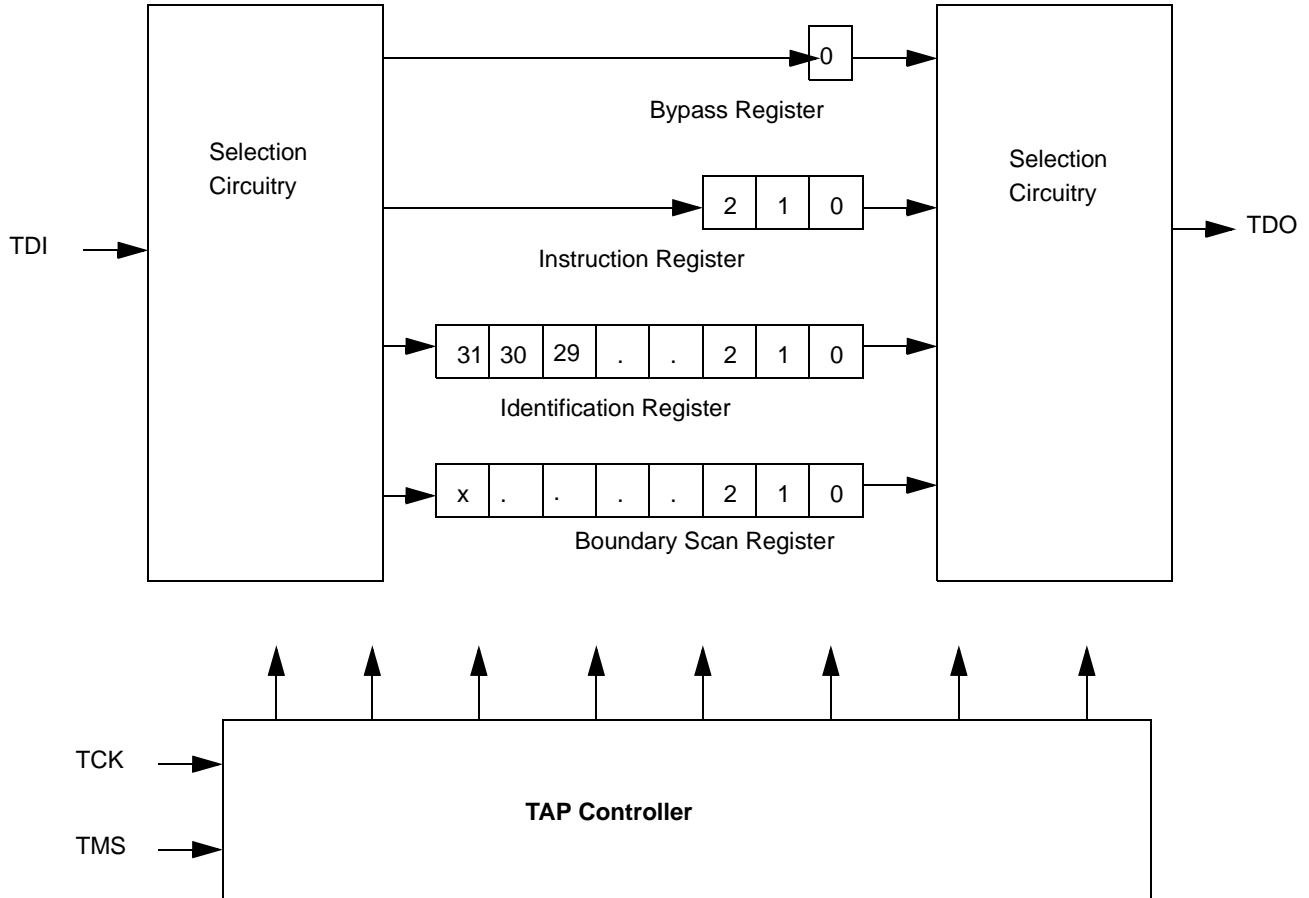 0
Bypass Register
Selection
Circuitry
Selection
Circuitry
2 1 0
TDI
TDO
Instruction Register
31 30 29 . . 2 1 0
Identification Register
x . . . . 2 1 0
Boundary Scan Register
TCK
TAP Controller
TMS